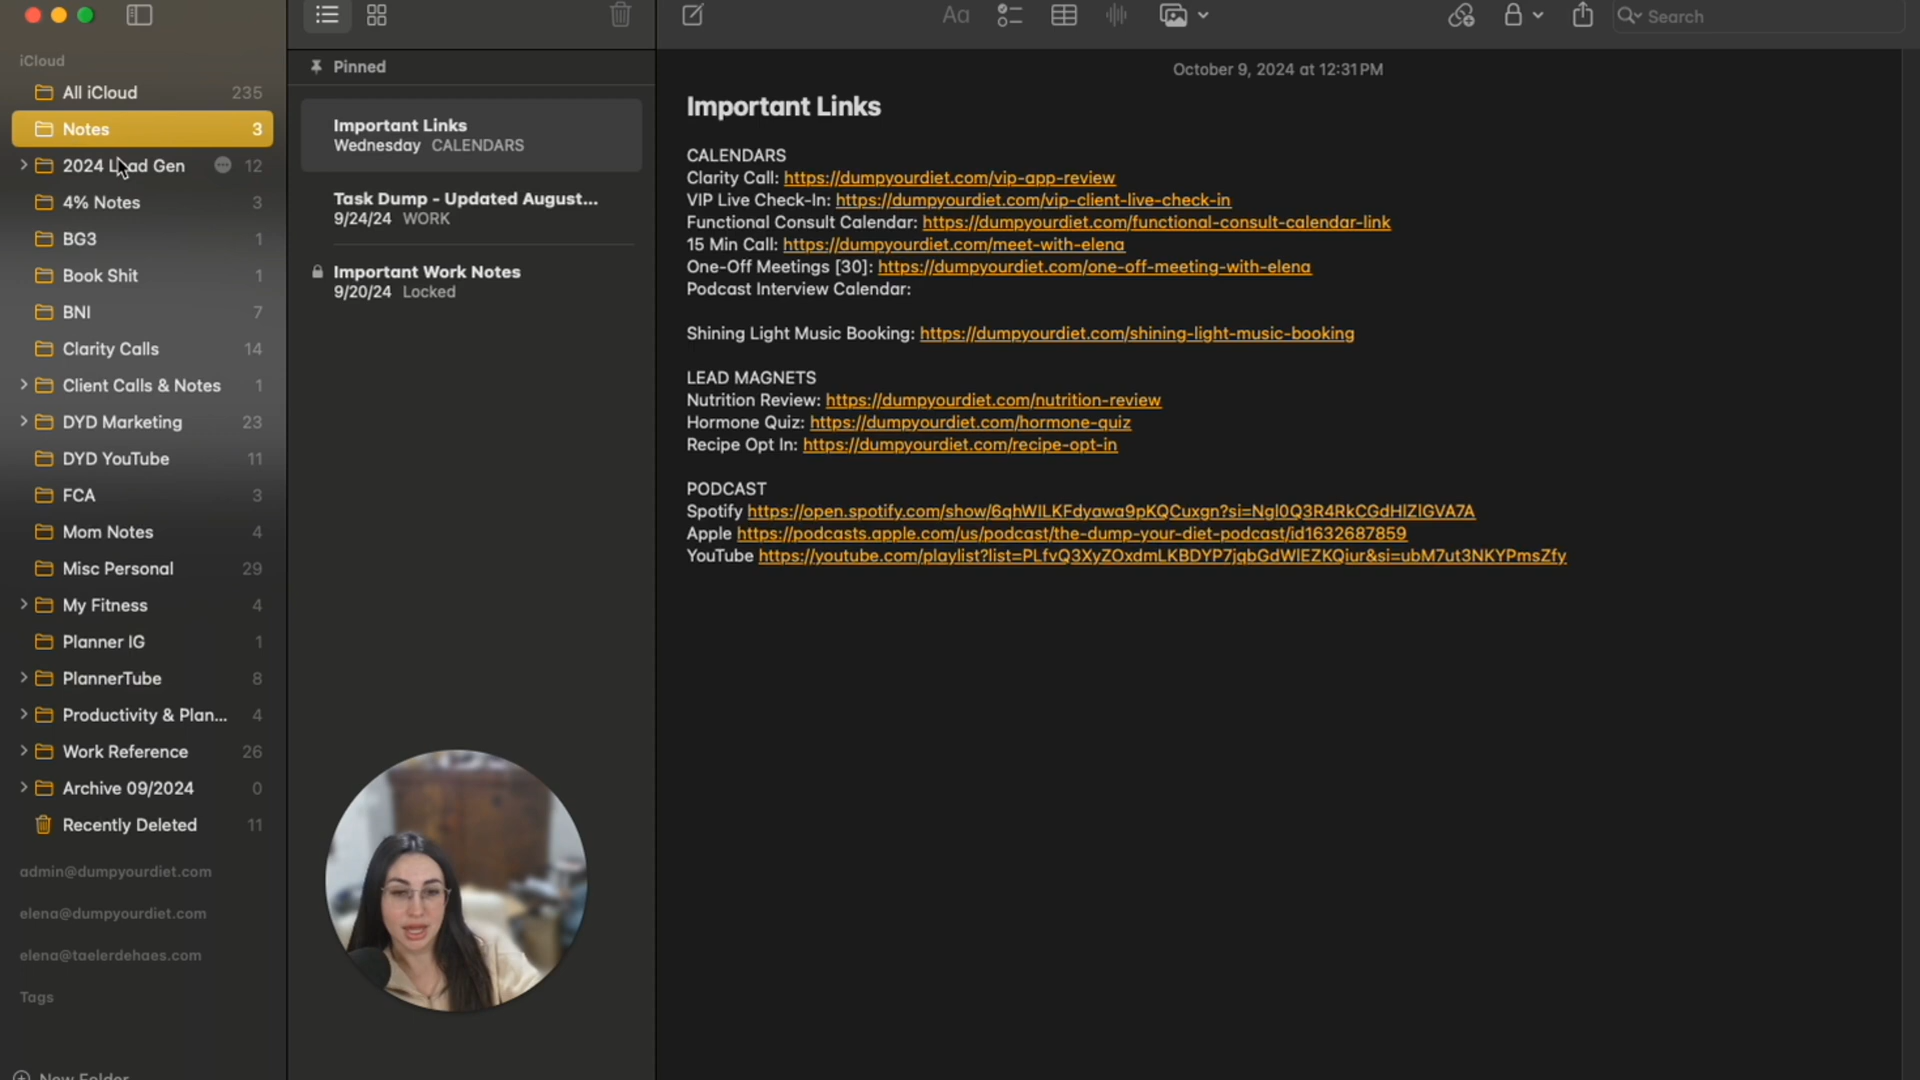 Search
iCloud
All iCloud 235
Notes 3
2024 Lead Gen 12
4% Notes 3
BG3 1
Book Shit 1
BNI 7
Clarity Calls 14
Client Calls & Notes 1
DYD Marketing 23
DYD YouTube 11
FCA 3
Mom Notes 4
Misc Personal 29
My Fitness 4
Planner IG 1
PlannerTube 8
Productivity & Plan... 4
Work Reference 26
Archive 09/2024 0
Recently Deleted 11
admin@dumpyourdiet.com
elena@dumpyourdiet.com
elena@taelerdehaes.com
Tags
New Folder
Pinned
Important Links
Wednesday CALENDARS
Task Dump - Updated August...
9/24/24 WORK
Important Work Notes
9/20/24 Locked
Aa
October 9, 2024 at 12:31 PM
Important Links
CALENDARS
Clarity Call: https://dumpyourdiet.com/vip-app-review
VIP Live Check-In: https://dumpyourdiet.com/vip-client-live-check-in
Functional Consult Calendar: https://dumpyourdiet.com/functional-consult-calendar-link
15 Min Call: https://dumpyourdiet.com/meet-with-elena
One-Off Meetings [30]: https://dumpyourdiet.com/one-off-meeting-with-elena
Podcast Interview Calendar:
Shining Light Music Booking: https://dumpyourdiet.com/shining-light-music-booking
LEAD MAGNETS
Nutrition Review: https://dumpyourdiet.com/nutrition-review
Hormone Quiz: https://dumpyourdiet.com/hormone-quiz
Recipe Opt In: https://dumpyourdiet.com/recipe-opt-in
PODCAST
Spotify https://open.spotify.com/show/6qhWILKFdyawa9pKQCuxgn?si=Ngl0Q3R4RkCGdHlZIGVA7A
Apple https://podcasts.apple.com/us/podcast/the-dump-your-diet-podcast/id1632687859
YouTube https://youtube.com/playlist?list=PLfvQ3XyZOxdmLKBDYP7jqbGdWlEZKQiur&si=ubM7ut3NKYPmsZfy